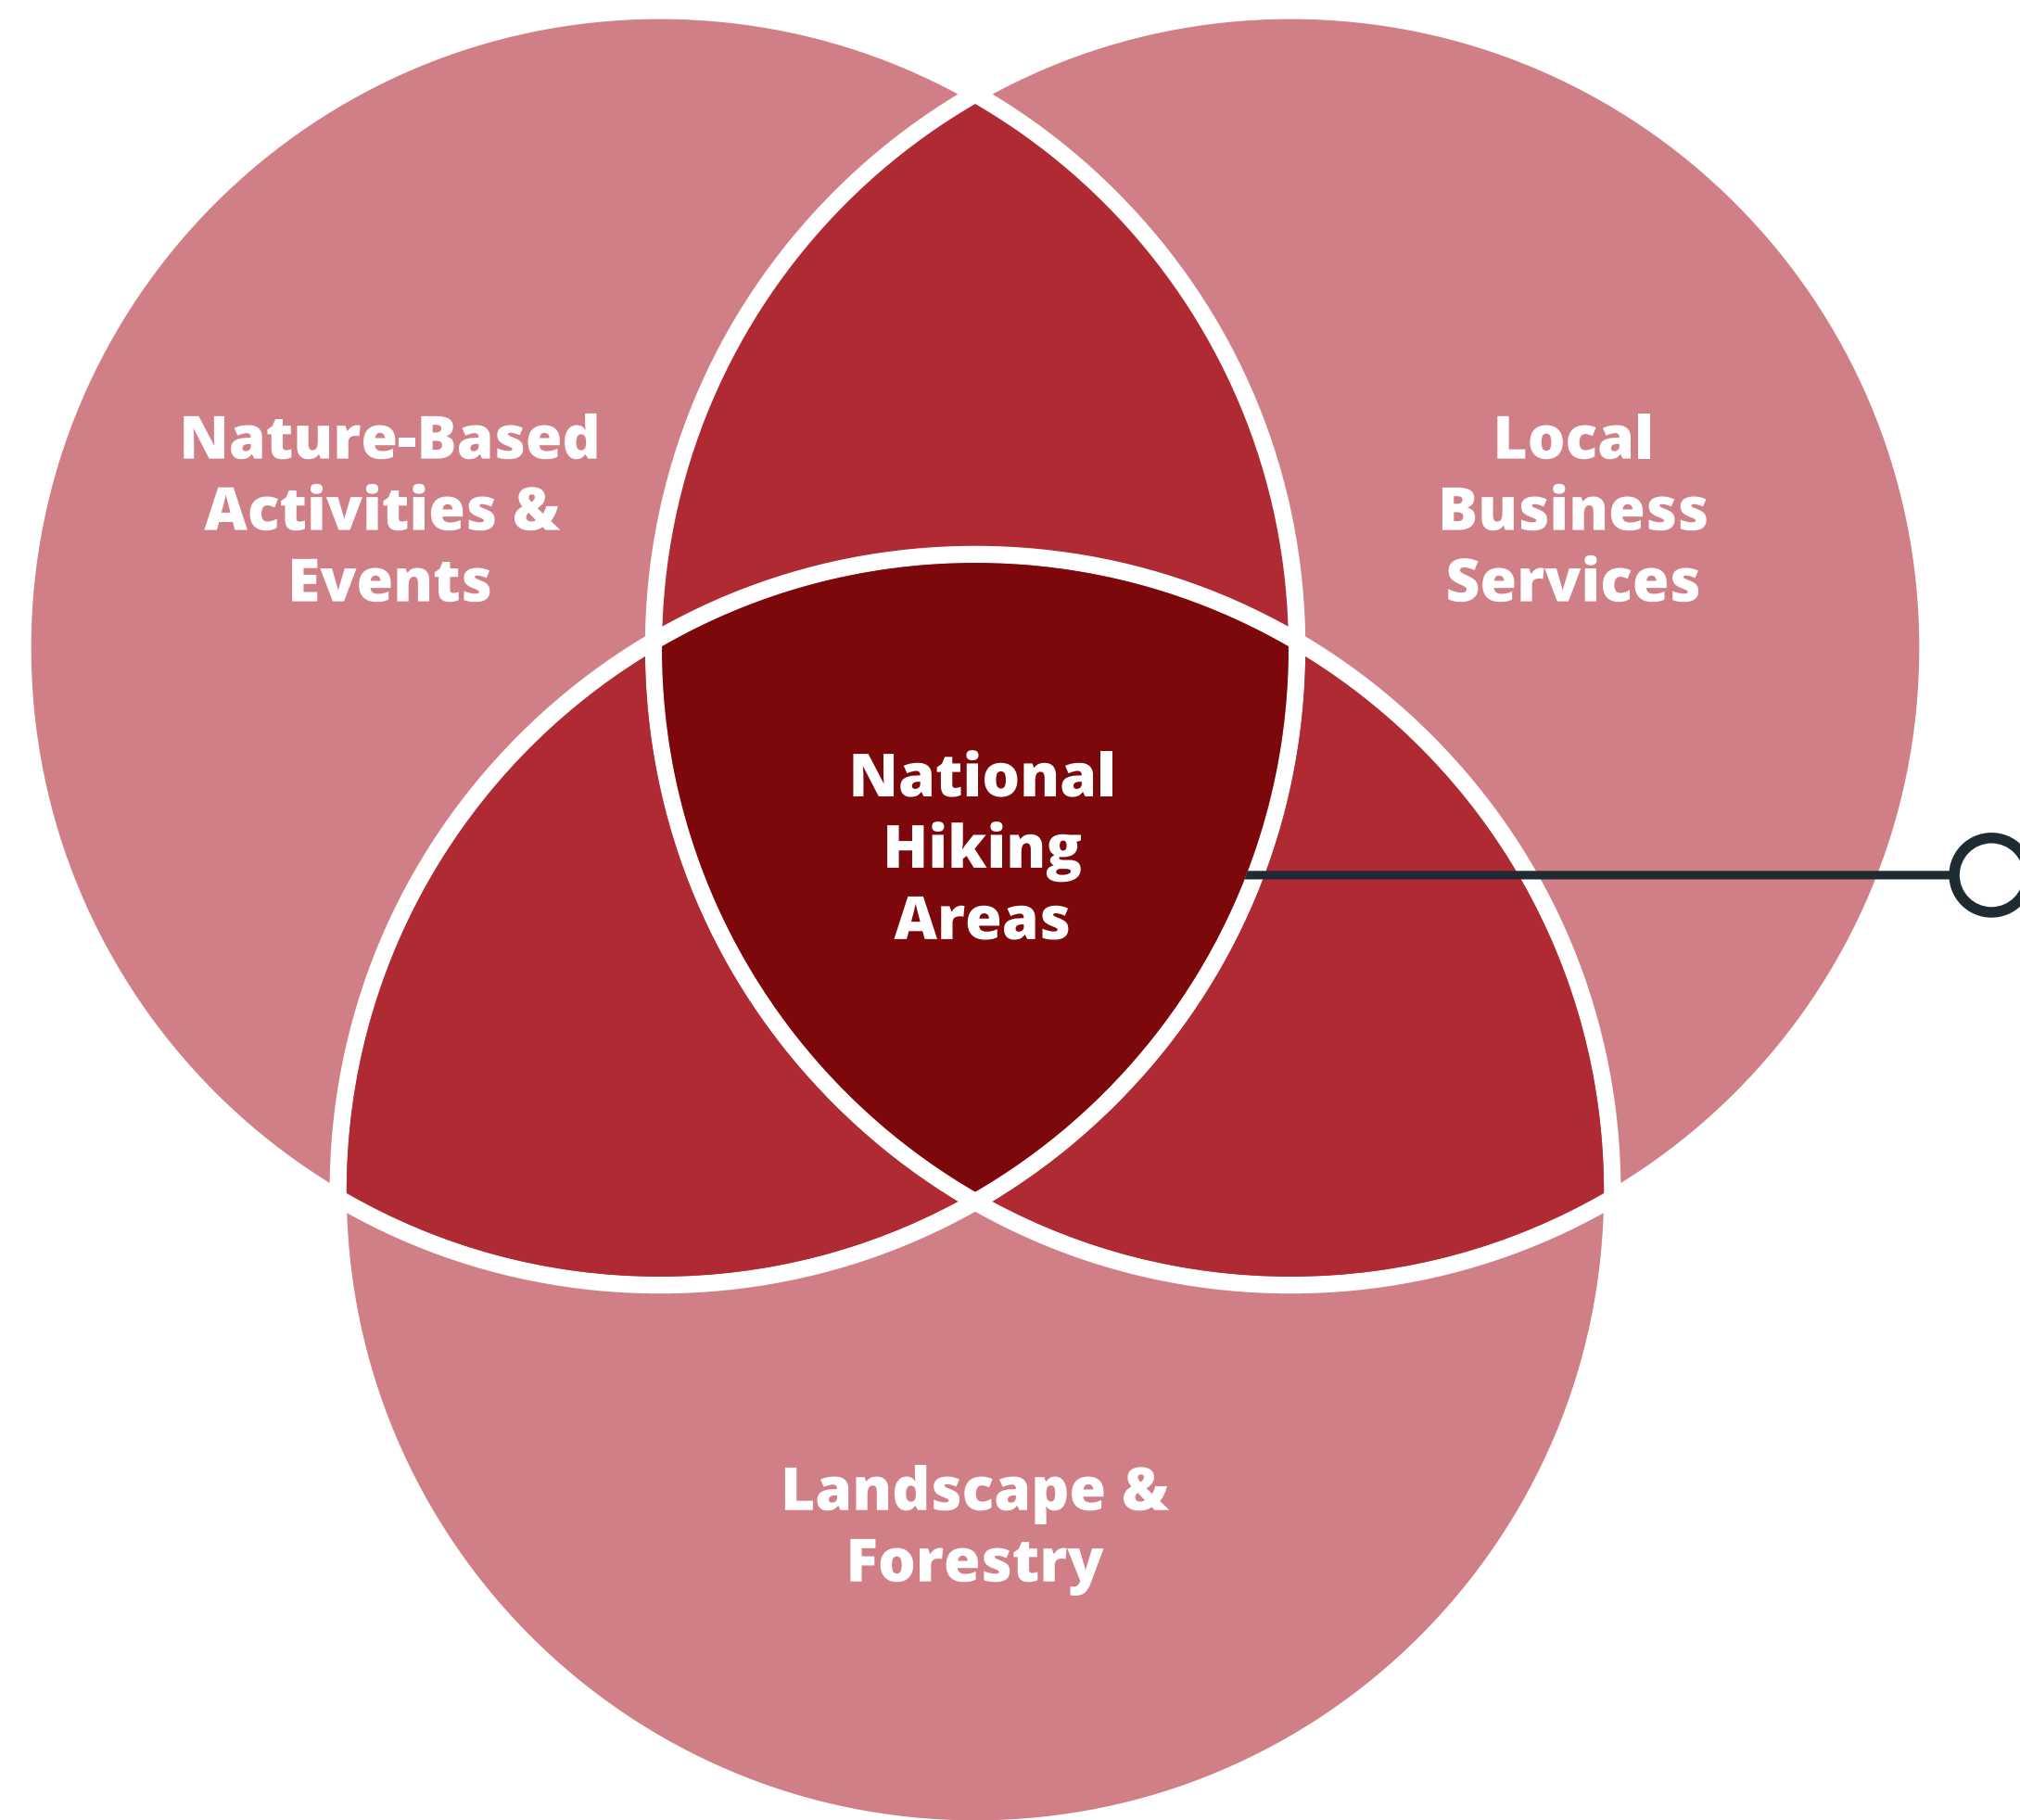 Nature-Based
Activities &
Events
Local
Business
Services
National
Hiking
Areas
Landscape &
Forestry